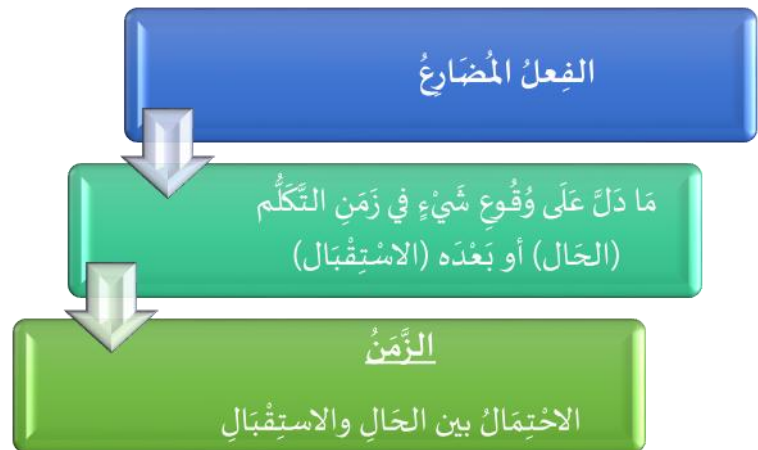 الفِعلُ المُضَارِعُ
مَا دَلَّ عَلَى وُقُوعِ شَيْءٍ في زَمَنِ التَّكَلُّم
(الحَال) أو بَعْدَه (الاسْتِقْبَال)
الزَّمَنُ
الاحْتِمَالُ بين الحَالِ والاستِقْبَالِ